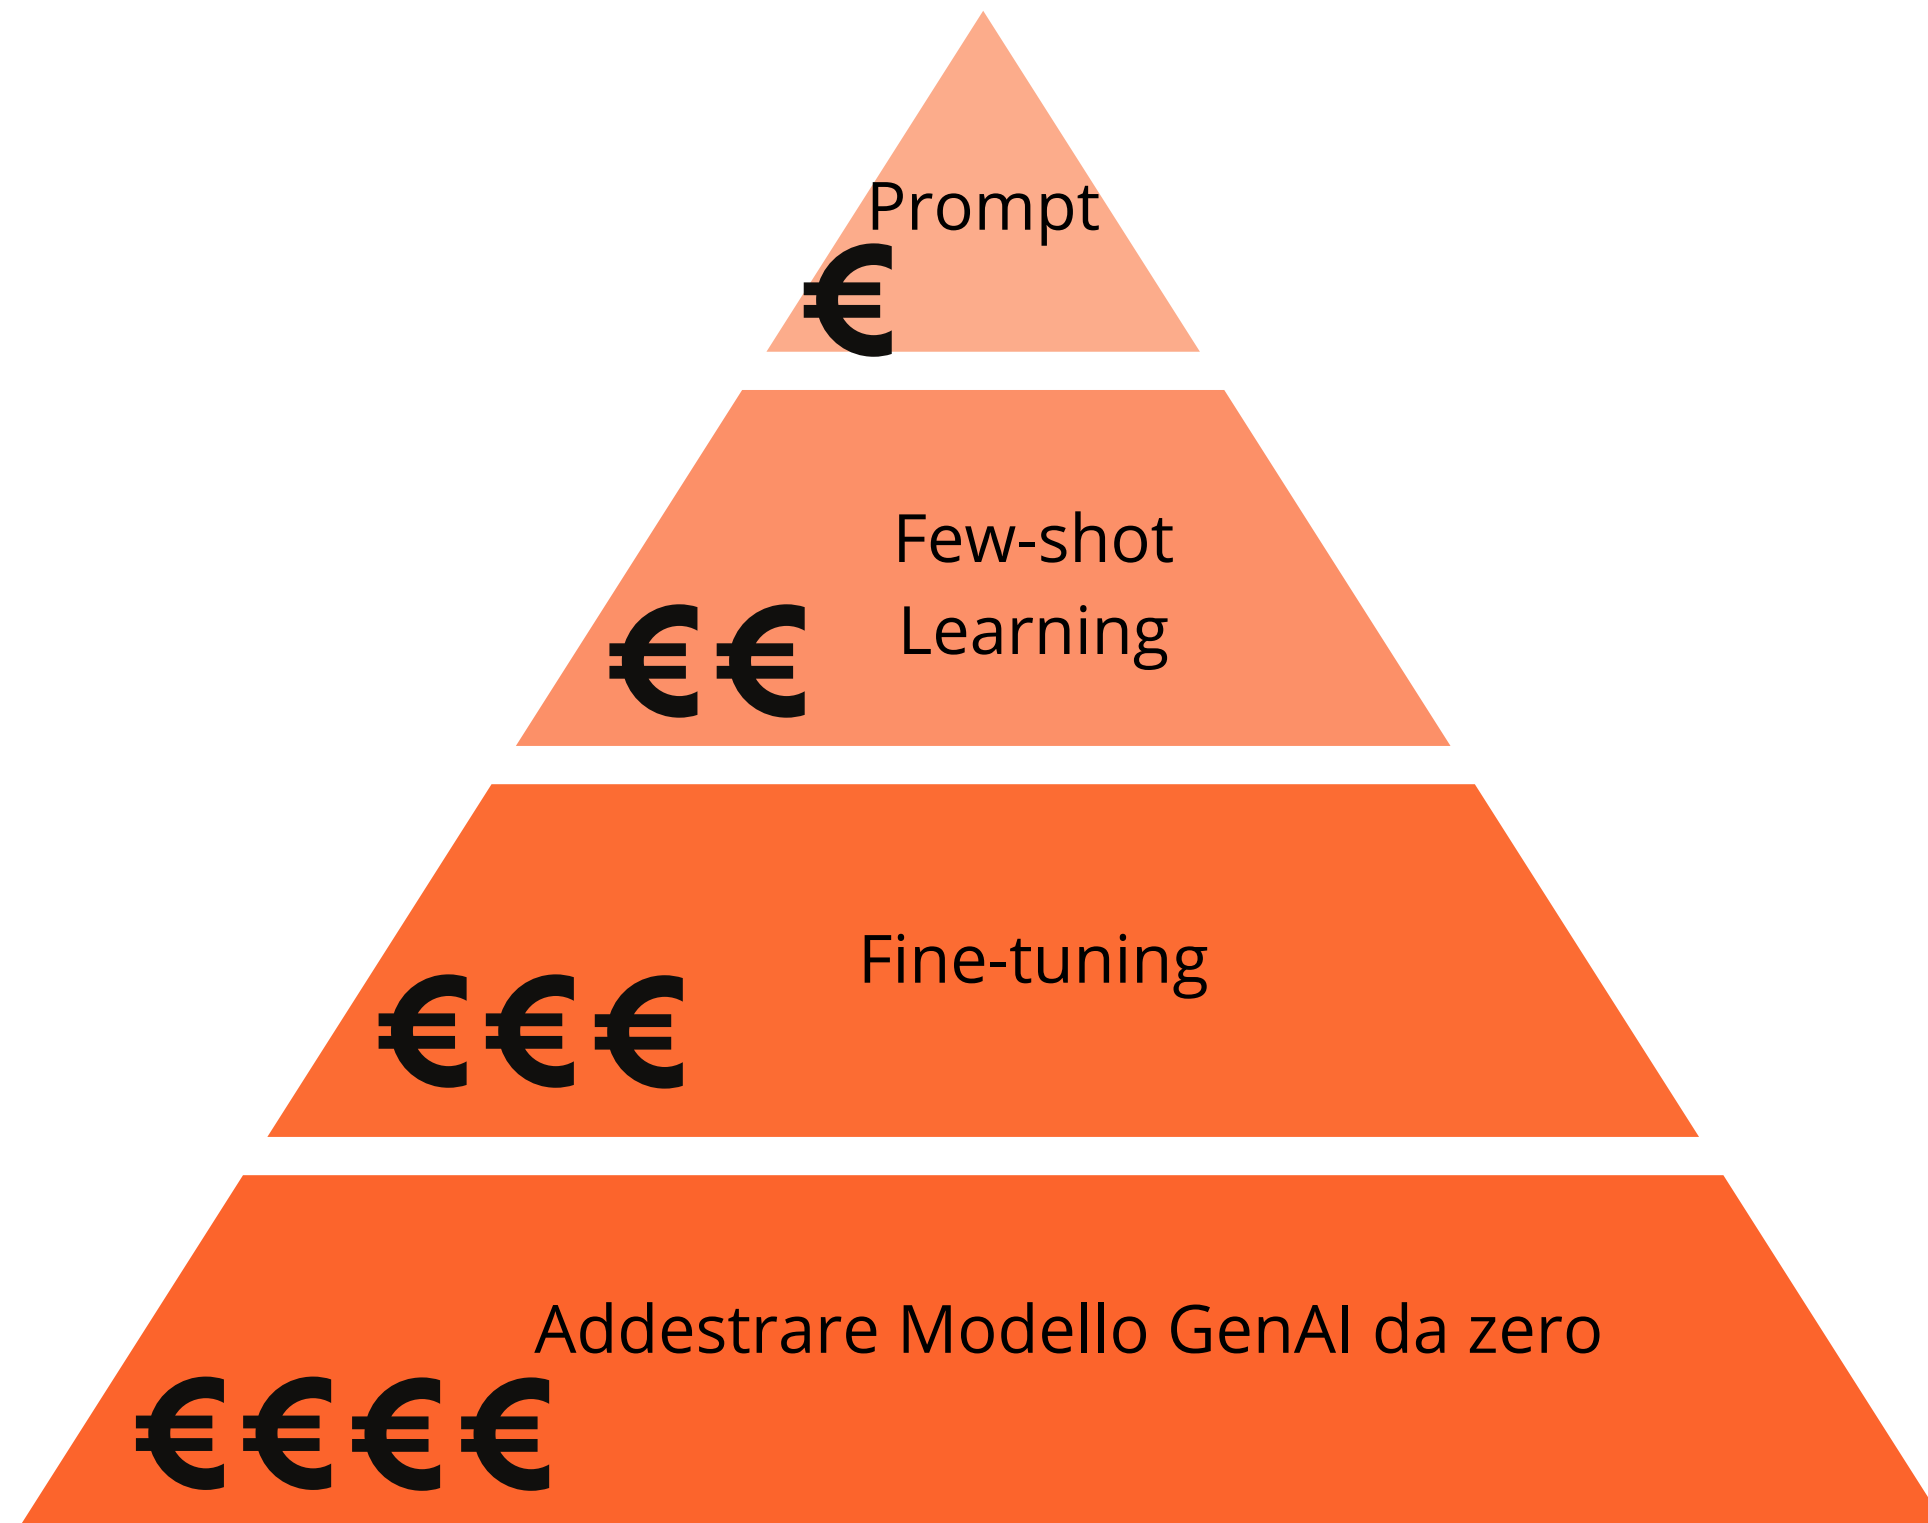 Prompt
€
Few-shot
Learning
€€
Fine-tuning
€€€
Addestrare Modello GenAI da zero
€€€€